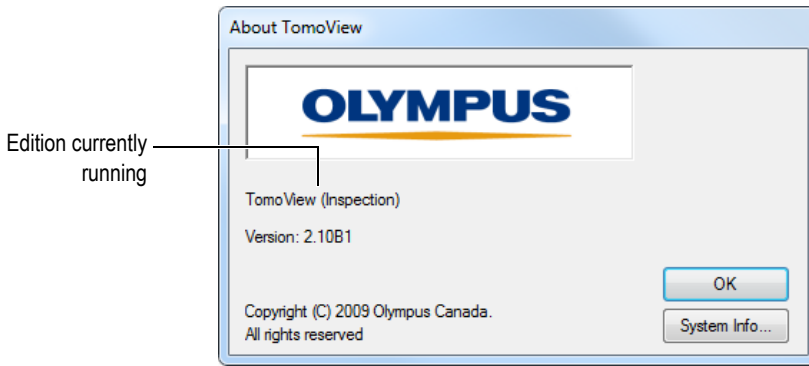 About TomoView
OLYMPUS
Edition currently
running
TomoView (Inspection)
Version: 2.10B1
OK
Copyright (C) 2009 Olympus Canada.
All rights reserved
System Info...